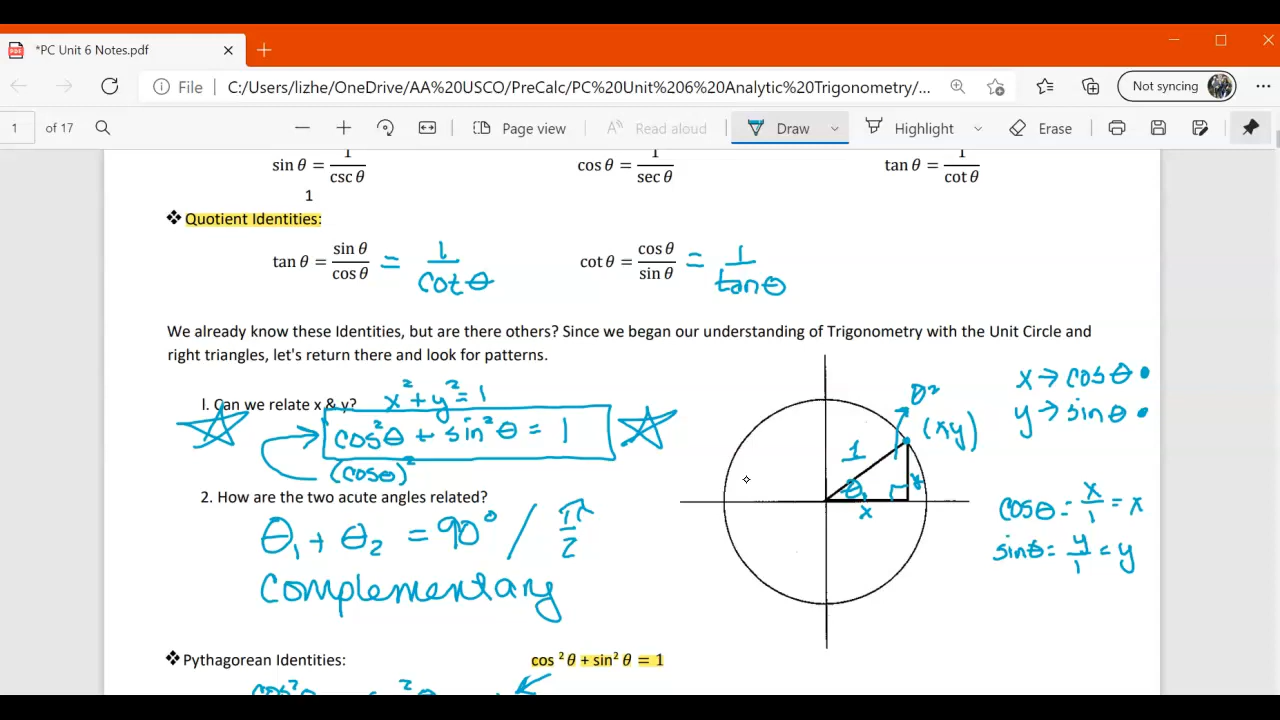 *PC Unit 6 Notes.pdf
File C:/Users/lizhe/OneDrive/AA%20USCO/PreCalc/PC%20Unit%206%20Analytic%20Trigonometry/...
Not syncing
1 of 17
Page view
Read aloud
Draw
Highlight
Erase
sin θ = 1/csc θ
cos θ = 1/sec θ
tan θ = 1/cot θ
1
❖ Quotient Identities:
tan θ = sin θ/cos θ = 1/cot θ
cot θ = cos θ/sin θ = 1/tan θ
We already know these Identities, but are there others? Since we began our understanding of Trigonometry with the Unit Circle and
right triangles, let's return there and look for patterns.
x² + y² = 1
l. Can we relate x & y?
cos²θ + sin²θ = 1
(cosθ)²
2. How are the two acute angles related?
θ₁ + θ₂ = 90° / π/2
complementary
θ2
(x,y)
1
θ1
x
y
x → cos θ
y → sin θ
cosθ = x/1 = x
sinθ = y/1 = y
❖ Pythagorean Identities:
cos ²θ + sin² θ = 1